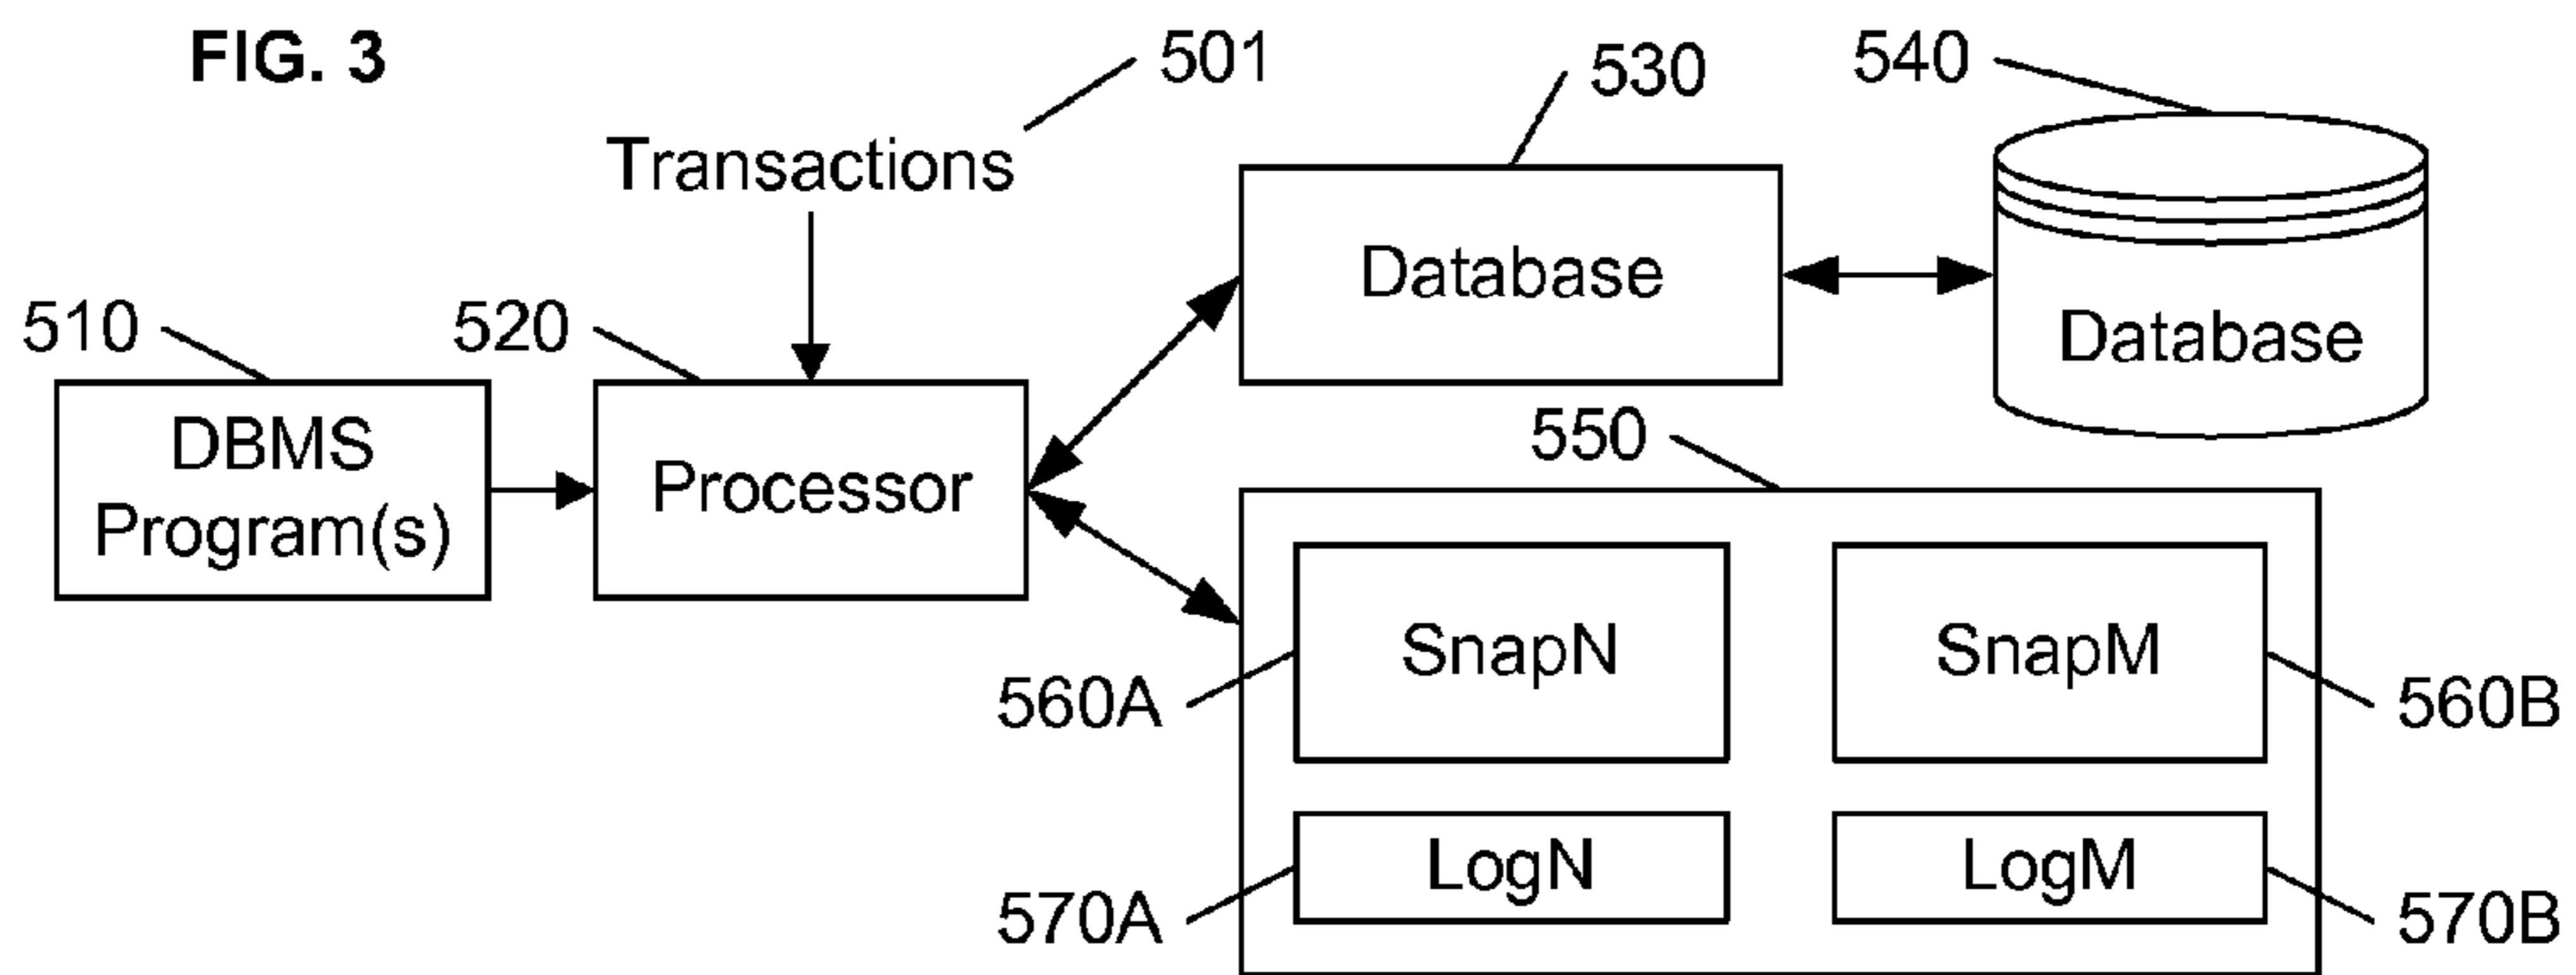 FIG. 3
501
530
540
Transactions
510
520
Database
Database
DBMS
Program(s)
Processor
550
SnapN
SnapM
560A
560B
LogN
LogM
570A
570B